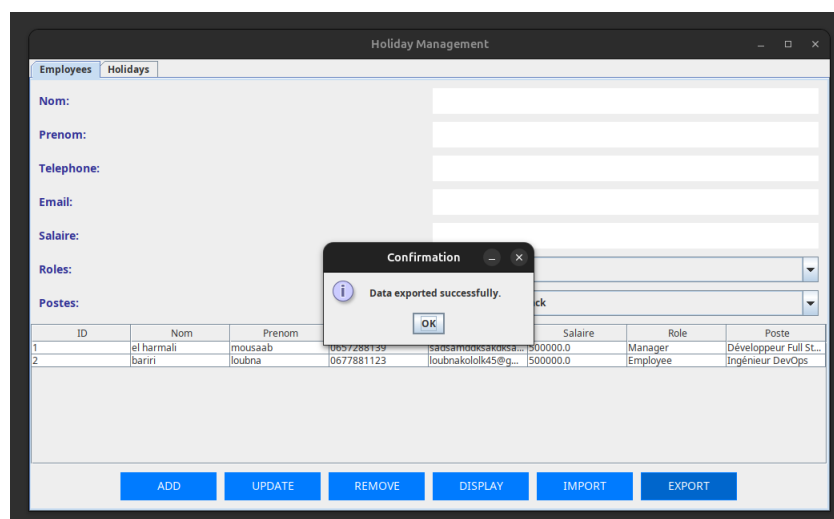 Holiday Management
Employees Holidays
Nom:
Prenom:
Telephone:
Email:
Salaire:
Confirmation
Roles:
Data exported successfully.
Postes:
OK
ID Nom Prenom Salaire Role Poste
1 el harmali mousaab 0657288139 500000.0 Manager Développeur Full St...
2 bariri loubna 0677881123 loubnakololk45@g... 500000.0 Employee Ingénieur DevOps
ADD UPDATE REMOVE DISPLAY IMPORT EXPORT